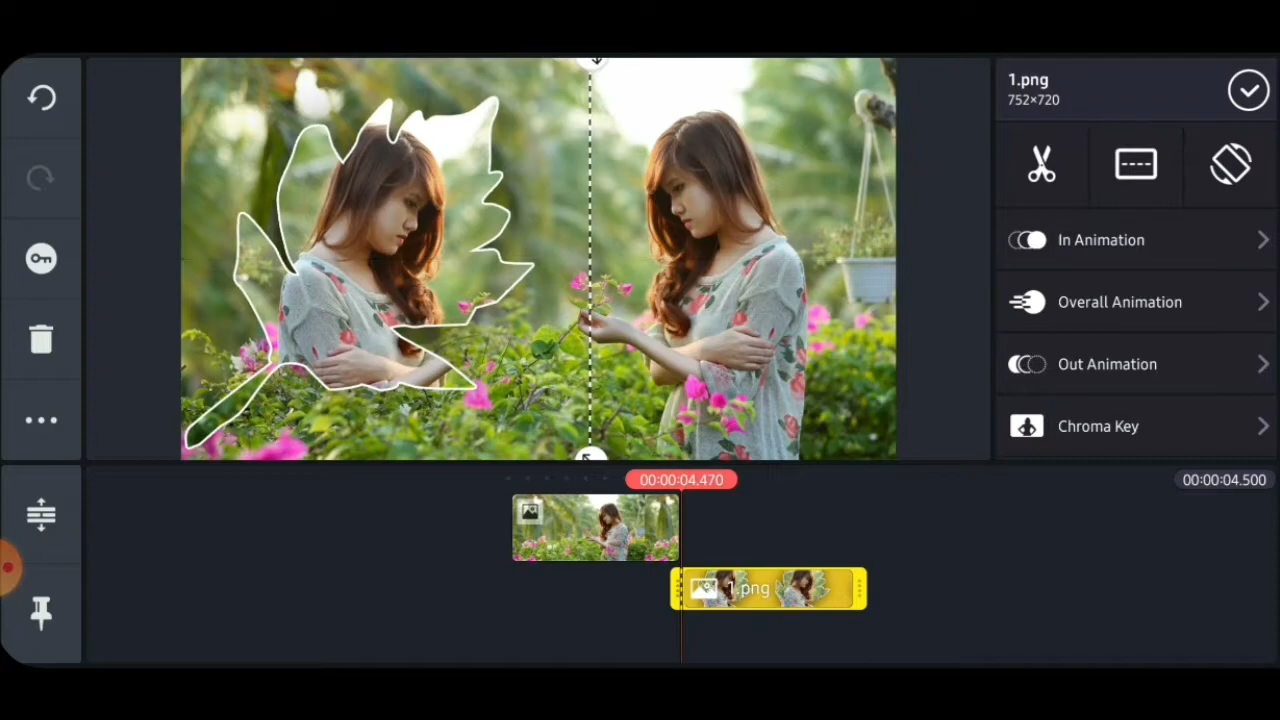 1.png
752×720
In Animation
Overall Animation
Out Animation
Chroma Key
00:00:04.470
00:00:04.500
1.png